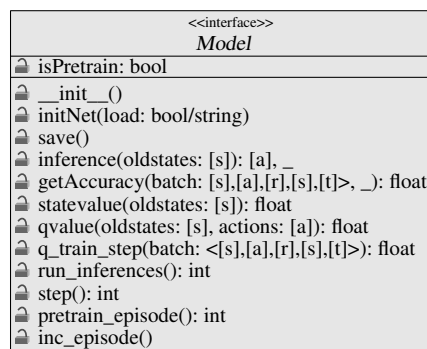 <<interface>>
Model
isPretrain: bool
__init__()
initNet(load: bool/string)
save()
inference(oldstates: [s]): [a], _
getAccuracy(batch: [s],[a],[r],[s],[t]>, _): float
statevalue(oldstates: [s]): float
qvalue(oldstates: [s], actions: [a]): float
q_train_step(batch: <[s],[a],[r],[s],[t]>): float
run_inferences(): int
step(): int
pretrain_episode(): int
inc_episode()